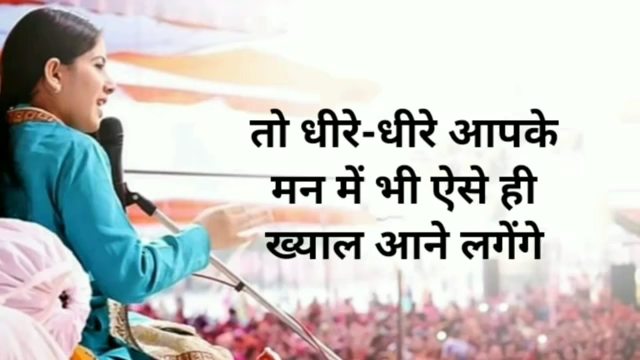 तो धीरे-धीरे आपके
मन में भी ऐसे ही
ख्याल आने लगेंगे